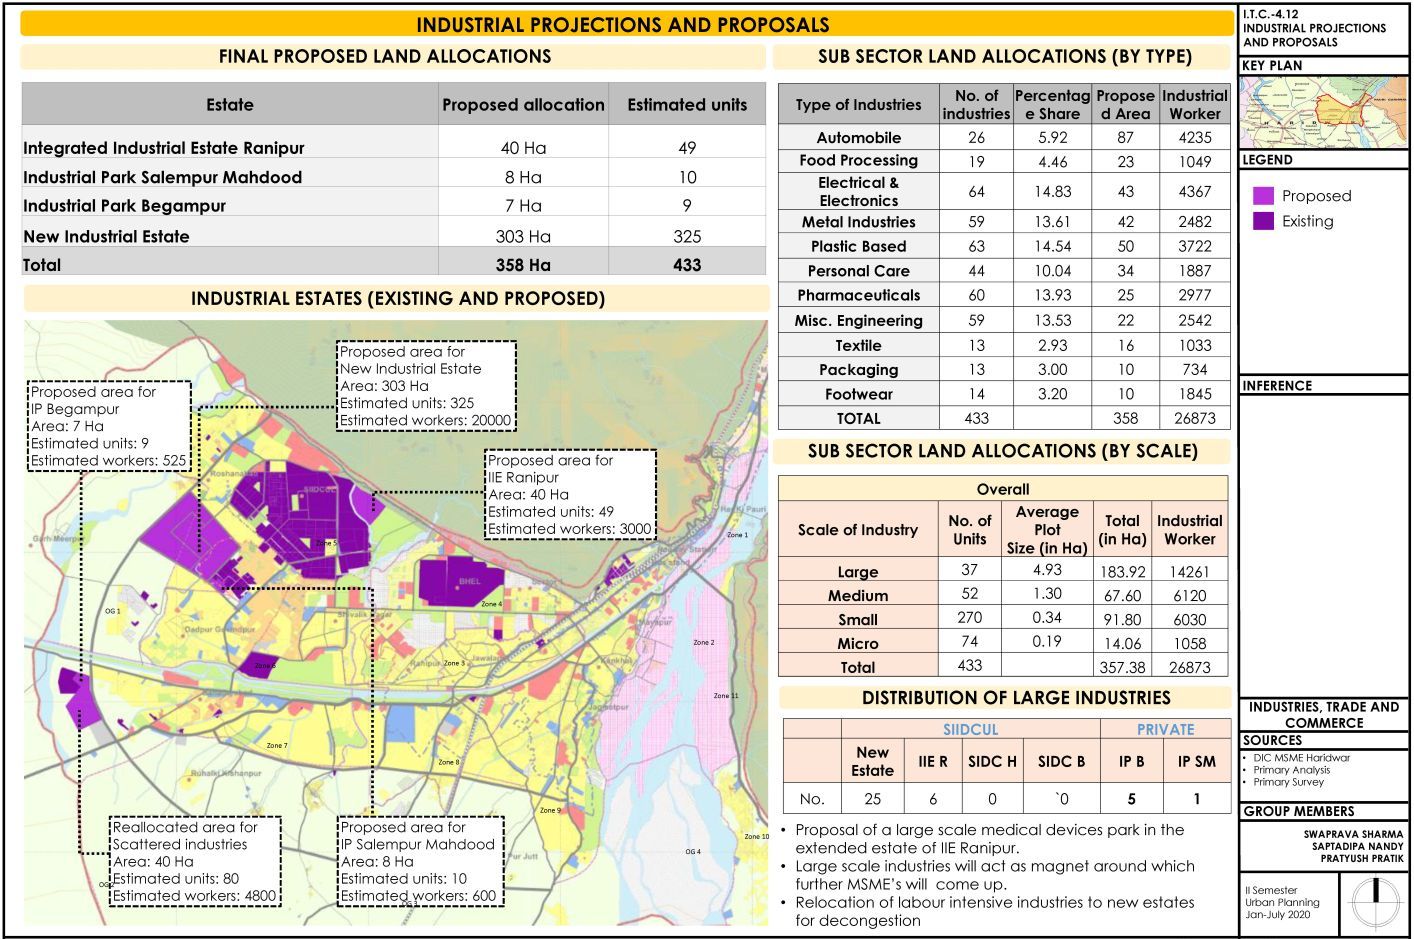 INDUSTRIAL PROJECTIONS AND PROPOSALS
FINAL PROPOSED LAND ALLOCATIONS
Estate Proposed allocation Estimated units
Integrated Industrial Estate Ranipur 40 Ha 49
Industrial Park Salempur Mahdood 8 Ha 10
Industrial Park Begampur 7 Ha 9
New Industrial Estate 303 Ha 325
Total 358 Ha 433
INDUSTRIAL ESTATES (EXISTING AND PROPOSED)
Proposed area for
New Industrial Estate
Area: 303 Ha
Estimated units: 325
Estimated workers: 20000
Proposed area for
IP Begampur
Area: 7 Ha
Estimated units: 9
Estimated workers: 525
Proposed area for
IIE Ranipur
Area: 40 Ha
Estimated units: 49
Estimated workers: 3000
SIIDCUL
Zone 5
Zone 1
BHEL
Zone 4
OG 1
Shivalik Nagar
Zone 2
Zone 6
Ranipur
Zone 3
Jawalapur
Kankhal
Zone 11
Jagjeetpur
Zone 7
Zone 8
Zone 9
Zone 10
OG 4
Reallocated area for
Scattered industries
Area: 40 Ha
Estimated units: 80
Estimated workers: 4800
Proposed area for
IP Salempur Mahdood
Area: 8 Ha
Estimated units: 10
Estimated workers: 600
SUB SECTOR LAND ALLOCATIONS (BY TYPE)
Type of Industries No. of industries Percentag e Share Propose d Area Industrial Worker
Automobile 26 5.92 87 4235
Food Processing 19 4.46 23 1049
Electrical & Electronics 64 14.83 43 4367
Metal Industries 59 13.61 42 2482
Plastic Based 63 14.54 50 3722
Personal Care 44 10.04 34 1887
Pharmaceuticals 60 13.93 25 2977
Misc. Engineering 59 13.53 22 2542
Textile 13 2.93 16 1033
Packaging 13 3.00 10 734
Footwear 14 3.20 10 1845
TOTAL 433 358 26873
SUB SECTOR LAND ALLOCATIONS (BY SCALE)
Overall
Scale of Industry No. of Units Average Plot Size (in Ha) Total (in Ha) Industrial Worker
Large 37 4.93 183.92 14261
Medium 52 1.30 67.60 6120
Small 270 0.34 91.80 6030
Micro 74 0.19 14.06 1058
Total 433 357.38 26873
DISTRIBUTION OF LARGE INDUSTRIES
SIIDCUL PRIVATE
New Estate IIE R SIDC H SIDC B IP B IP SM
No. 25 6 0 `0 5 1
• Proposal of a large scale medical devices park in the
extended estate of IIE Ranipur.
• Large scale industries will act as magnet around which
further MSME's will come up.
• Relocation of labour intensive industries to new estates
for decongestion
I.T.C.-4.12
INDUSTRIAL PROJECTIONS
AND PROPOSALS
KEY PLAN
LEGEND
Proposed
Existing
INFERENCE
INDUSTRIES, TRADE AND
COMMERCE
SOURCES
• DIC MSME Haridwar
• Primary Analysis
• Primary Survey
GROUP MEMBERS
SWAPRAVA SHARMA
SAPTADIPA NANDY
PRATYUSH PRATIK
II Semester
Urban Planning
Jan-July 2020